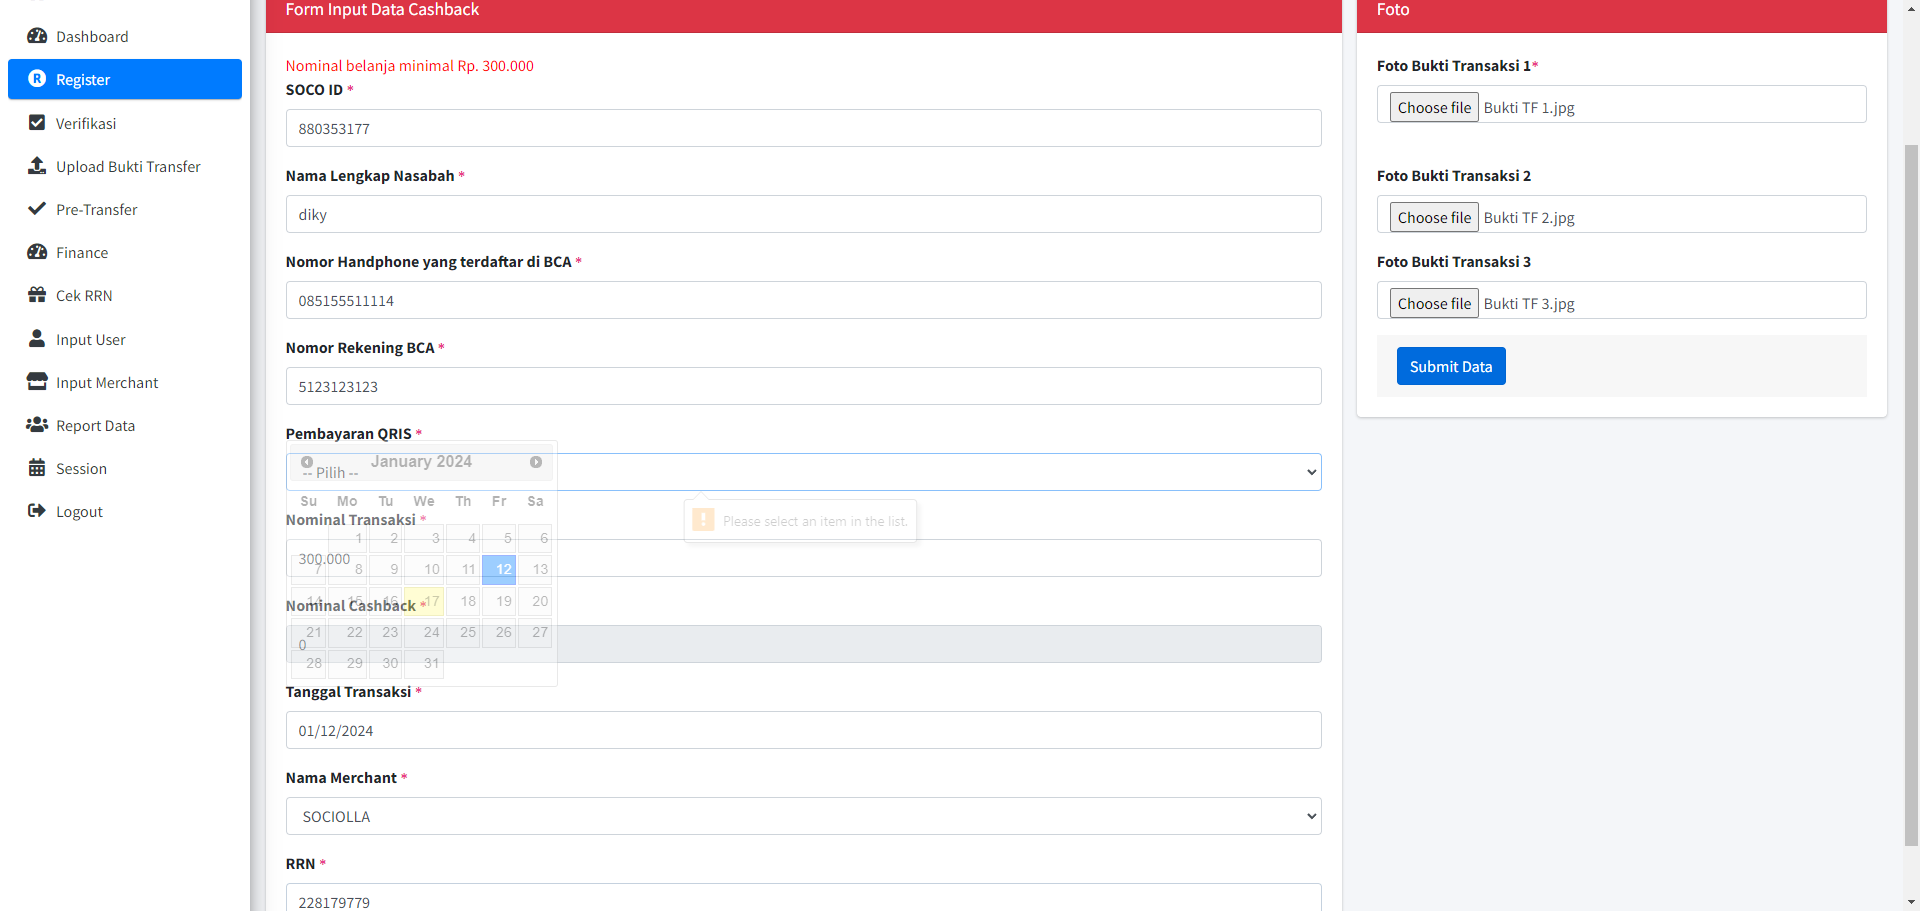 Dashboard
Register
Verifikasi
Upload Bukti Transfer
Pre-Transfer
Finance
Cek RRN
Input User
Input Merchant
Report Data
Session
Logout
Form Input Data Cashback
Nominal belanja minimal Rp. 300.000
SOCO ID *
880353177
Nama Lengkap Nasabah *
diky
Nomor Handphone yang terdaftar di BCA *
085155511114
Nomor Rekening BCA *
5123123123
Pembayaran QRIS *
-- Pilih --
January 2024
Su Mo Tu We Th Fr Sa
1 2 3 4 5 6
7 8 9 10 11 12 13
14 15 16 17 18 19 20
21 22 23 24 25 26 27
28 29 30 31
Please select an item in the list.
Nominal Transaksi *
300.000
Nominal Cashback *
0
Tanggal Transaksi *
01/12/2024
Nama Merchant *
SOCIOLLA
RRN *
228179779
Foto
Foto Bukti Transaksi 1*
Choose file Bukti TF 1.jpg
Foto Bukti Transaksi 2
Choose file Bukti TF 2.jpg
Foto Bukti Transaksi 3
Choose file Bukti TF 3.jpg
Submit Data